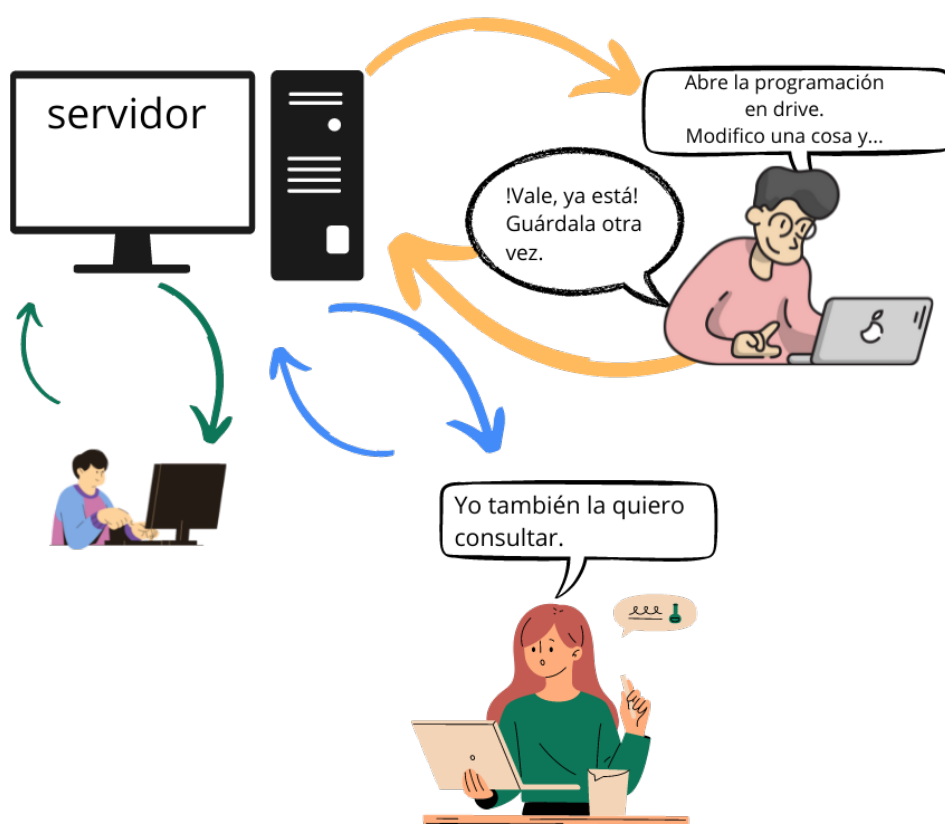 servidor
Abre la programación
en drive.
Modifico una cosa y...
!Vale, ya está!
Guárdala otra
vez.
Yo también la quiero
consultar.